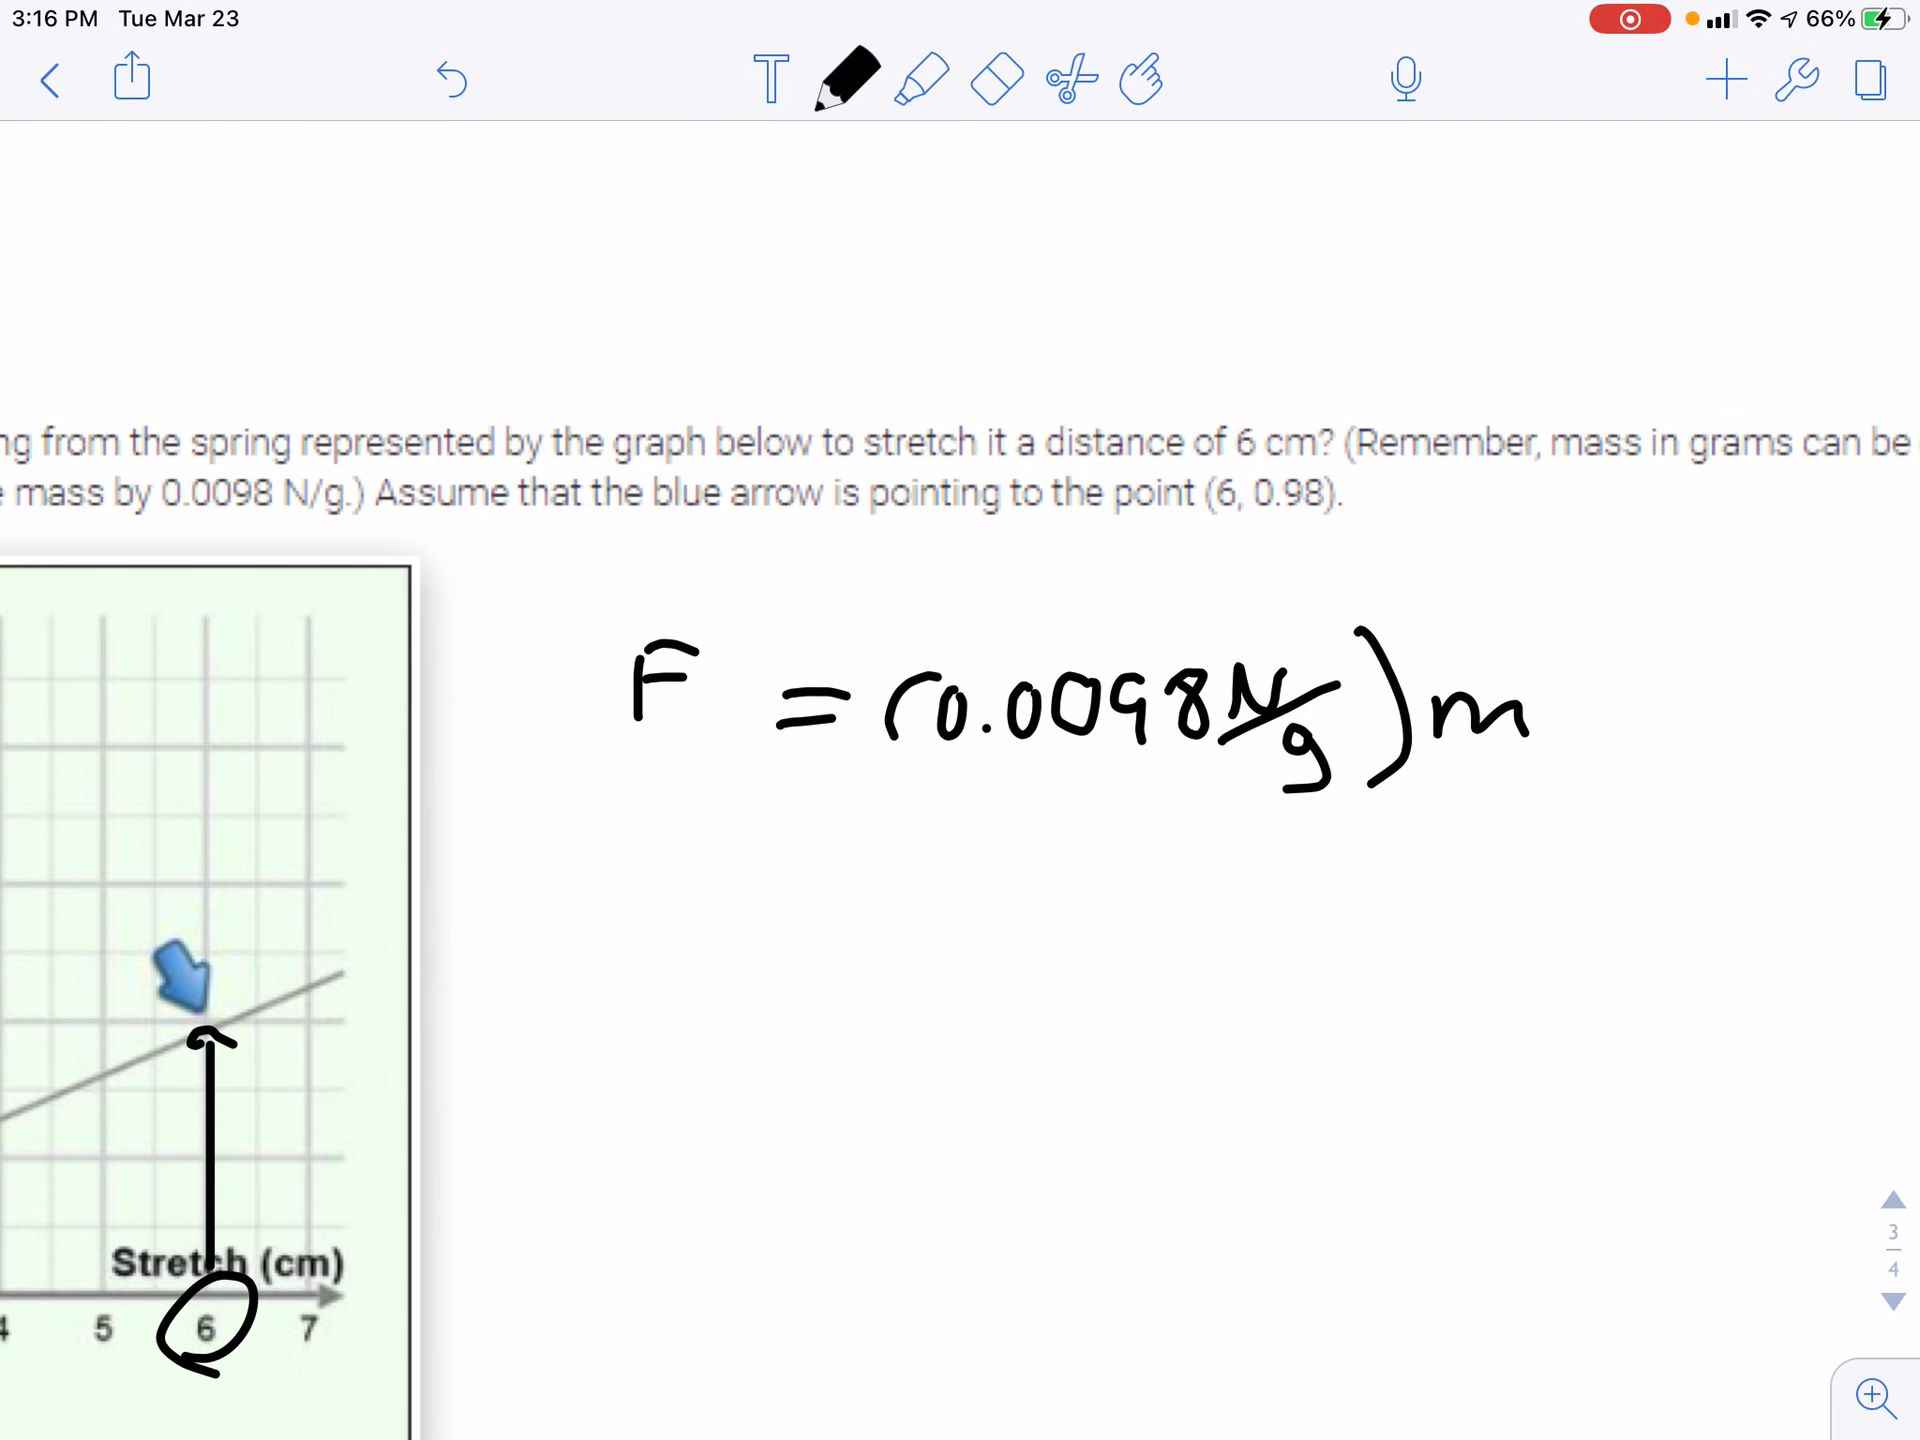 3:16 PM Tue Mar 23
66%
T
ng from the spring represented by the graph below to stretch it a distance of 6 cm? (Remember, mass in grams can be
mass by 0.0098 N/g.) Assume that the blue arrow is pointing to the point (6, 0.98).
F = (0.0098 N/g) m
Stretch (cm)
4 5 6 7
3
4